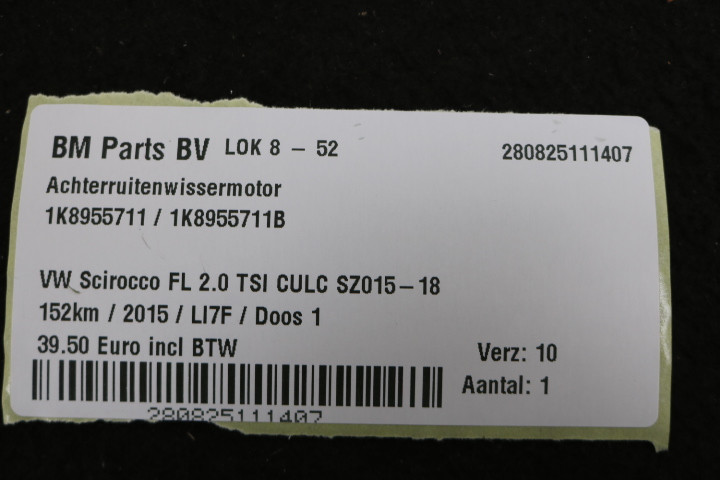 BM Parts BV LOK 8 - 52 280825111407
Achterruitenwissermotor
1K8955711 / 1K8955711B
VW Scirocco FL 2.0 TSI CULC SZ015-18
152km / 2015 / LI7F / Doos 1
39.50 Euro incl BTW
Verz: 10
Aantal: 1
280825111407